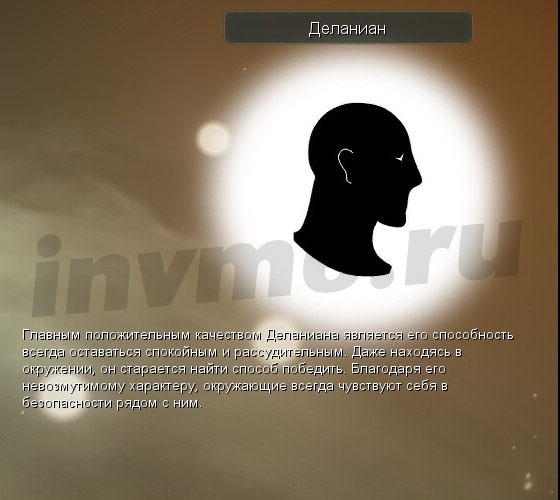 Деланиан
invmo.ru
Главным положительным качеством Деланиана является его способность
всегда оставаться спокойным и рассудительным. Даже находясь в
окружении, он старается найти способ победить. Благодаря его
невозмутимому характеру, окружающие всегда чувствуют себя в
безопасности рядом с ним.